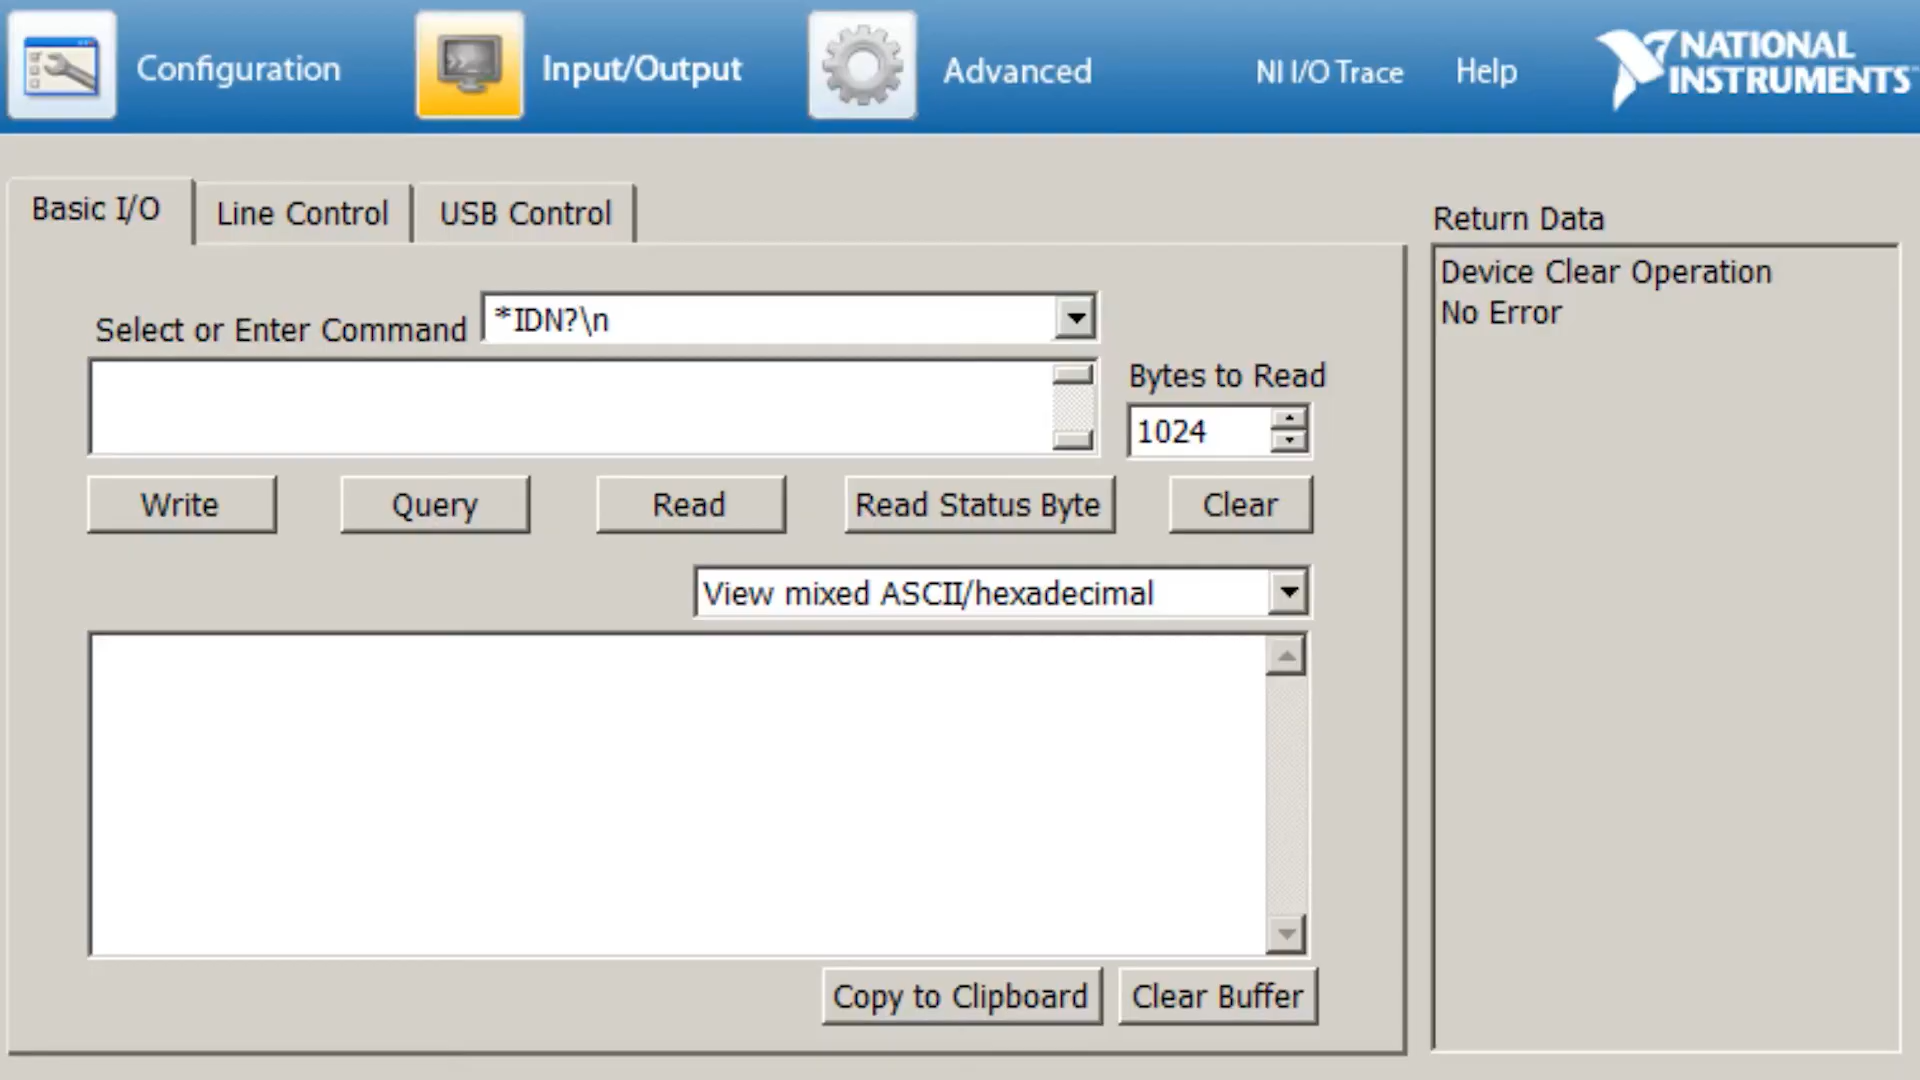 Configuration
Input/Output
Advanced
NI I/O Trace
Help
NATIONAL
INSTRUMENTS
Basic I/O
Line Control
USB Control
Return Data
Device Clear Operation
No Error
Select or Enter Command
*IDN?\n
Bytes to Read
1024
Write
Query
Read
Read Status Byte
Clear
View mixed ASCII/hexadecimal
Copy to Clipboard
Clear Buffer